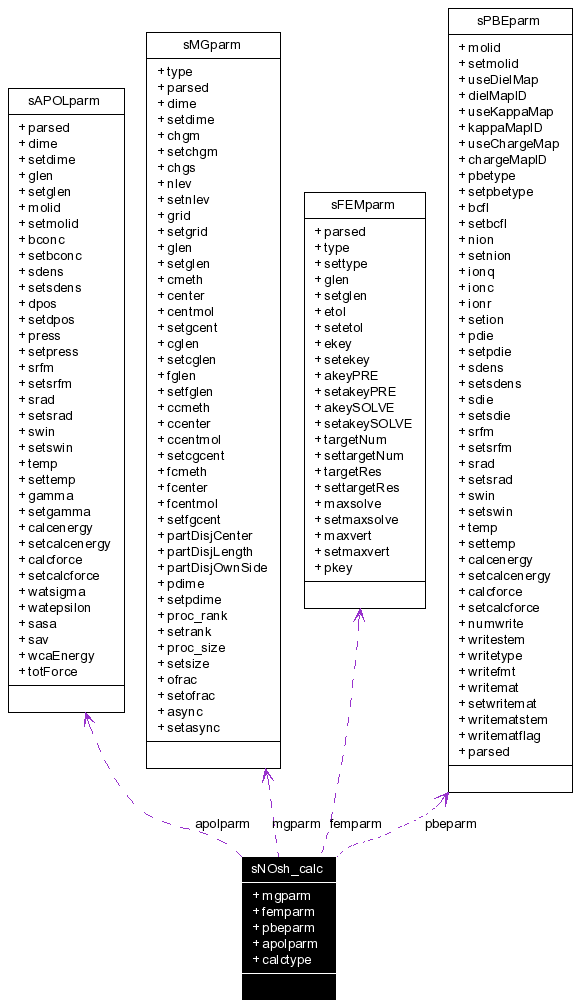 sAPOLparm
+ parsed
+ dime
+ setdime
+ glen
+ setglen
+ molid
+ setmolid
+ bconc
+ setbconc
+ sdens
+ setsdens
+ dpos
+ setdpos
+ press
+ setpress
+ srfm
+ setsrfm
+ srad
+ setsrad
+ swin
+ setswin
+ temp
+ settemp
+ gamma
+ setgamma
+ calcenergy
+ setcalcenergy
+ calcforce
+ setcalcforce
+ watsigma
+ watepsilon
+ sasa
+ sav
+ wcaEnergy
+ totForce
sMGparm
+ type
+ parsed
+ dime
+ setdime
+ chgm
+ setchgm
+ chgs
+ nlev
+ setnlev
+ grid
+ setgrid
+ glen
+ setglen
+ cmeth
+ center
+ centmol
+ setgcent
+ cglen
+ setcglen
+ fglen
+ setfglen
+ ccmeth
+ ccenter
+ ccentmol
+ setcgcent
+ fcmeth
+ fcenter
+ fcentmol
+ setfgcent
+ partDisjCenter
+ partDisjLength
+ partDisjOwnSide
+ pdime
+ setpdime
+ proc_rank
+ setrank
+ proc_size
+ setsize
+ ofrac
+ setofrac
+ async
+ setasync
sFEMparm
+ parsed
+ type
+ settype
+ glen
+ setglen
+ etol
+ setetol
+ ekey
+ setekey
+ akeyPRE
+ setakeyPRE
+ akeySOLVE
+ setakeySOLVE
+ targetNum
+ settargetNum
+ targetRes
+ settargetRes
+ maxsolve
+ setmaxsolve
+ maxvert
+ setmaxvert
+ pkey
sPBEparm
+ molid
+ setmolid
+ useDielMap
+ dielMapID
+ useKappaMap
+ kappaMapID
+ useChargeMap
+ chargeMapID
+ pbetype
+ setpbetype
+ bcfl
+ setbcfl
+ nion
+ setnion
+ ionq
+ ionc
+ ionr
+ setion
+ pdie
+ setpdie
+ sdens
+ setsdens
+ sdie
+ setsdie
+ srfm
+ setsrfm
+ srad
+ setsrad
+ swin
+ setswin
+ temp
+ settemp
+ calcenergy
+ setcalcenergy
+ calcforce
+ setcalcforce
+ numwrite
+ writestem
+ writetype
+ writefmt
+ writemat
+ setwritemat
+ writematstem
+ writematflag
+ parsed
apolparm
mgparm
femparm
pbeparm
sNOsh_calc
+ mgparm
+ femparm
+ pbeparm
+ apolparm
+ calctype